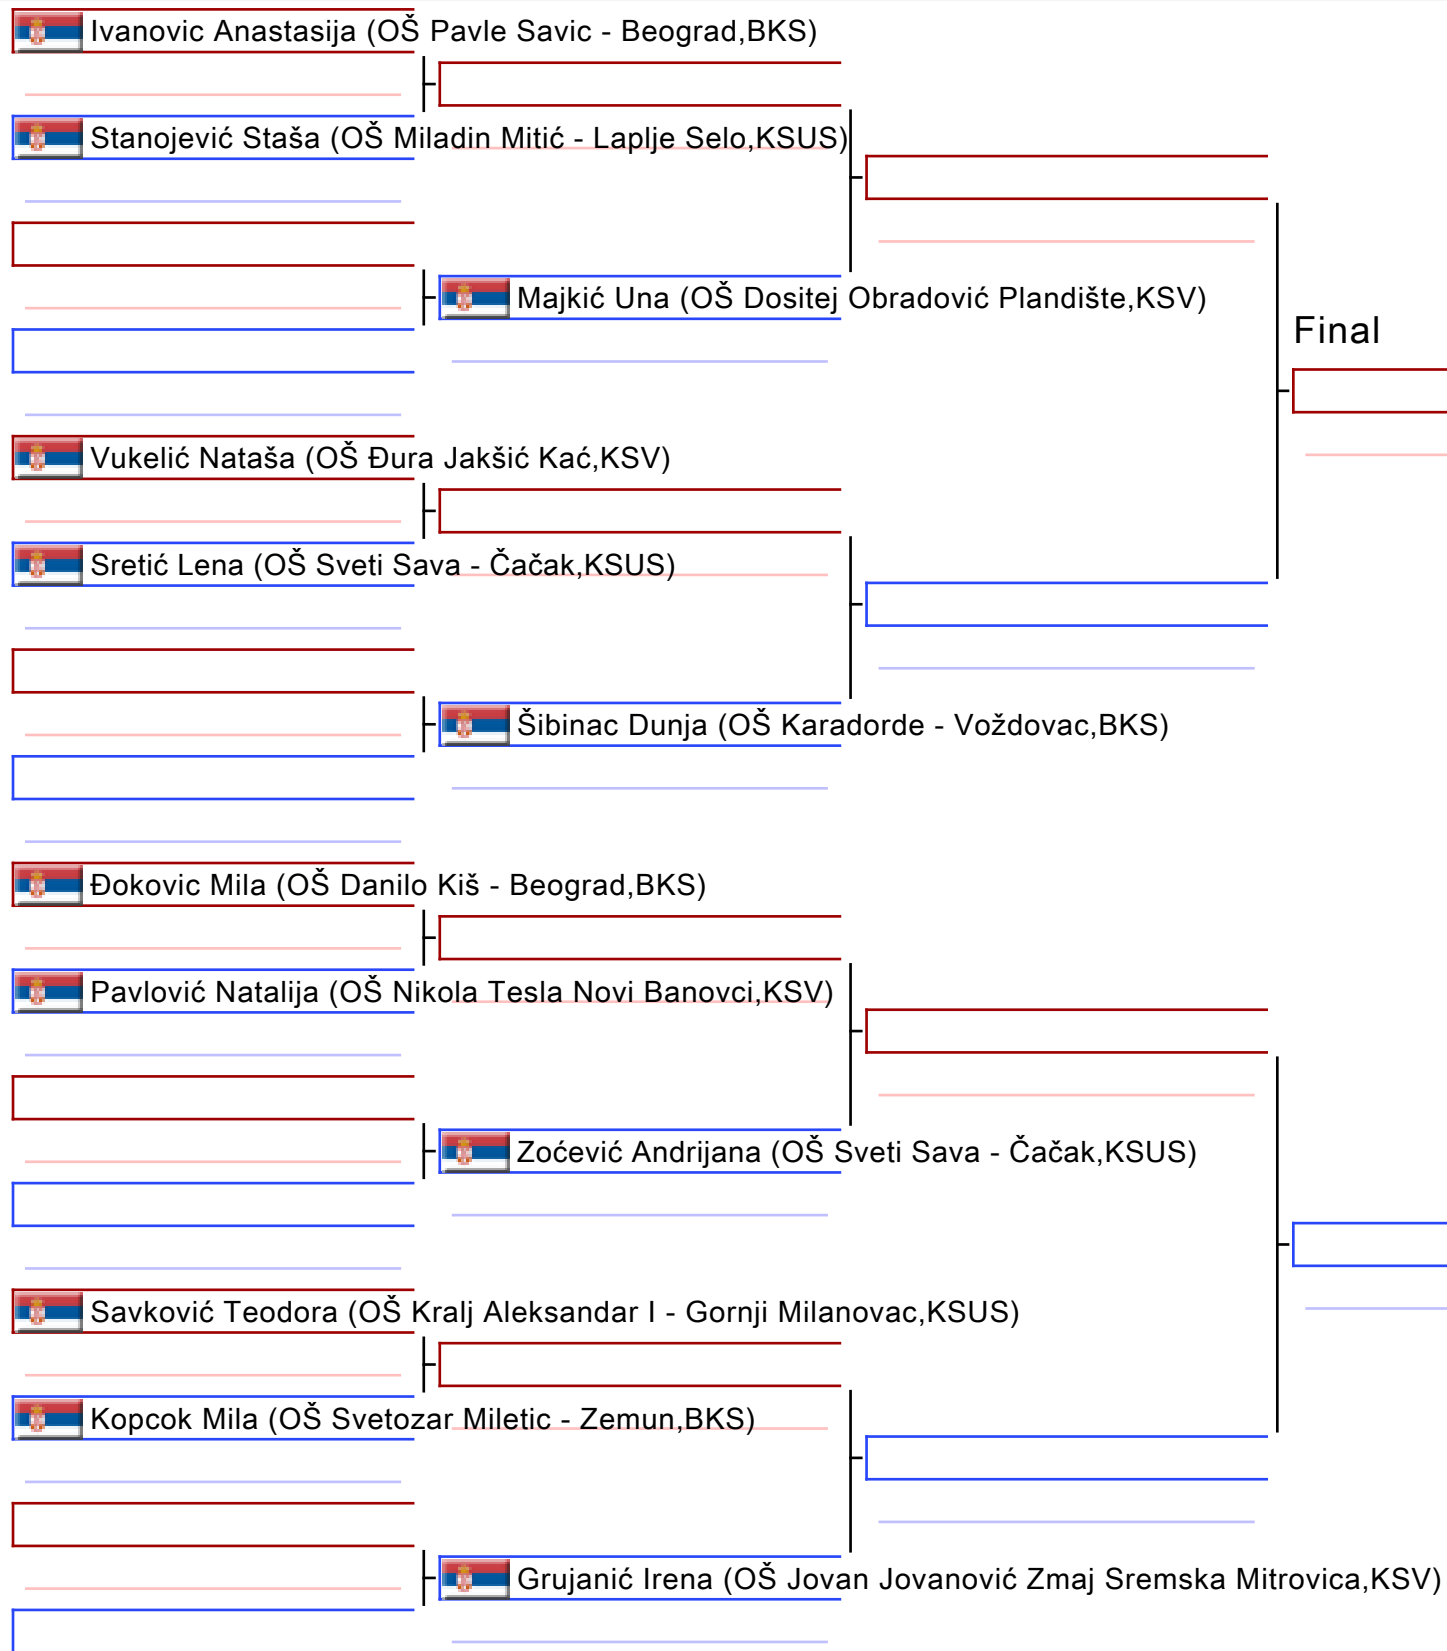 Ivanovic Anastasija (OŠ Pavle Savic - Beograd,BKS)
Stanojević Staša (OŠ Miladin Mitić - Laplje Selo,KSUS)
Majkić Una (OŠ Dositej Obradović Plandište,KSV)
Final
Vukelić Nataša (OŠ Đura Jakšić Kać,KSV)
Sretić Lena (OŠ Sveti Sava - Čačak,KSUS)
Šibinac Dunja (OŠ Karadorde - Voždovac,BKS)
Đokovic Mila (OŠ Danilo Kiš - Beograd,BKS)
Pavlović Natalija (OŠ Nikola Tesla Novi Banovci,KSV)
Zoćević Andrijana (OŠ Sveti Sava - Čačak,KSUS)
Savković Teodora (OŠ Kralj Aleksandar I - Gornji Milanovac,KSUS)
Kopcok Mila (OŠ Svetozar Miletic - Zemun,BKS)
Grujanić Irena (OŠ Jovan Jovanović Zmaj Sremska Mitrovica,KSV)